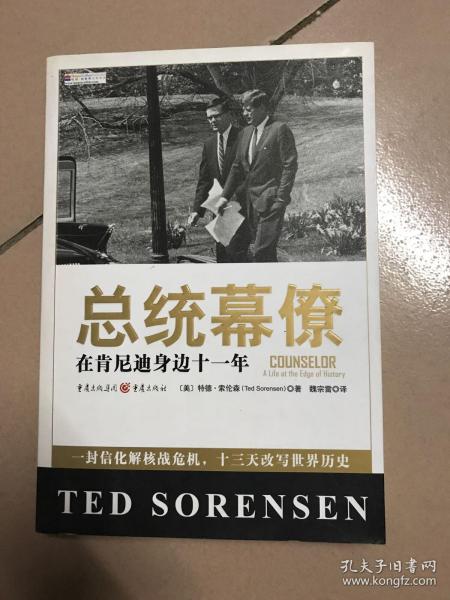 总统幕僚
在肯尼迪身边十一年
COUNSELOR
A Life at the Edge of History
重庆出版集团 重庆出版社
〔美〕特德·索伦森(Ted Sorensen)◎著 魏宗雷◎译
一封信化解核战危机，十三天改写世界历史
TED SORENSEN
孔夫子旧书网
www.kongfz.com